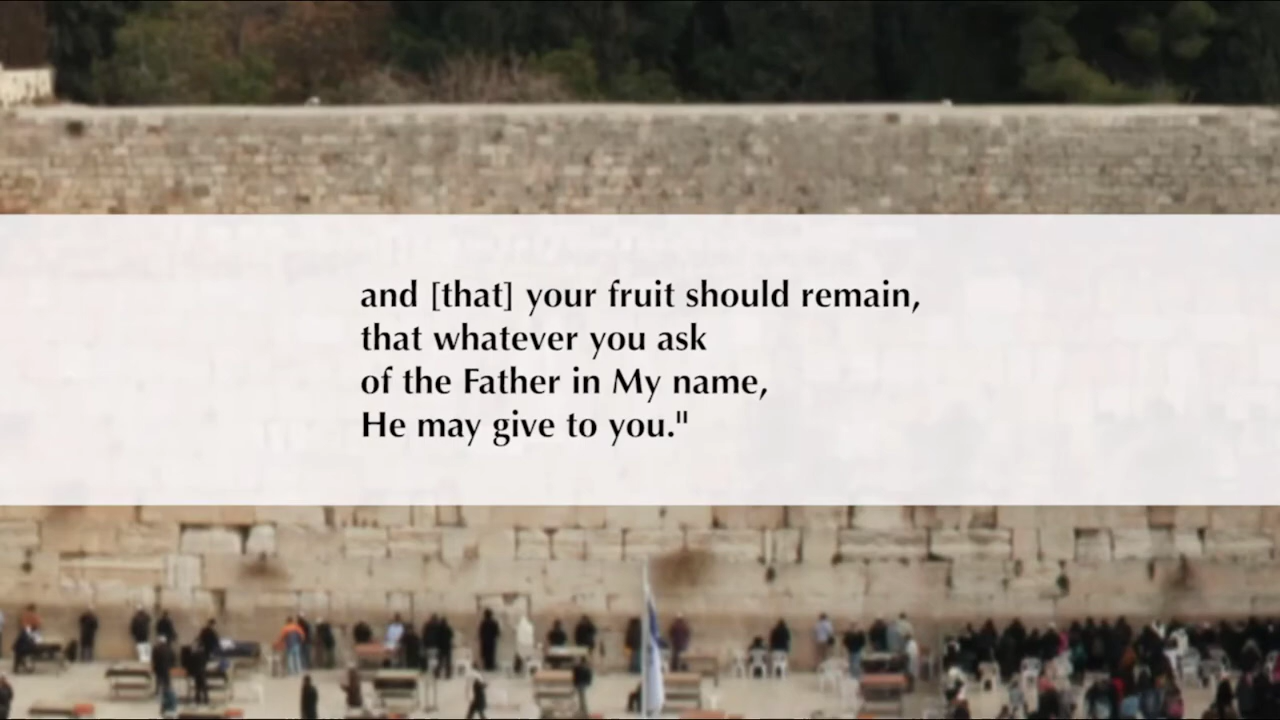 and [that] your fruit should remain,
that whatever you ask
of the Father in My name,
He may give to you."